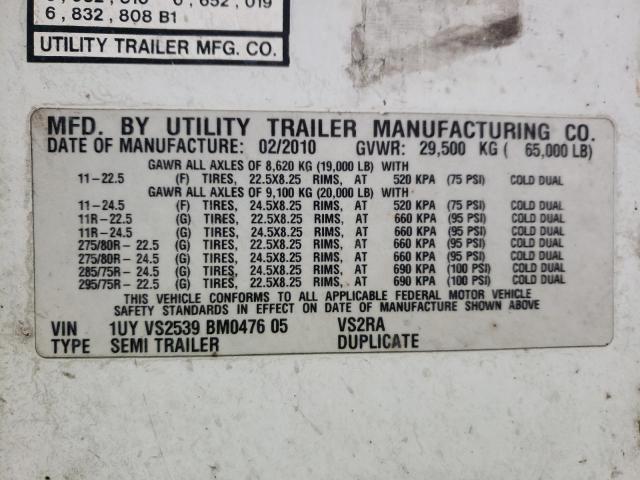 6 , 652 , 019
6 , 832 , 808 B1
UTILITY TRAILER MFG. CO.
MFD. BY UTILITY TRAILER MANUFACTURING CO.
DATE OF MANUFACTURE: 02/2010 GVWR: 29,500 KG ( 65,000 LB)
GAWR ALL AXLES OF 8,620 KG (19,000 LB) WITH
11-22.5 (F) TIRES, 22.5X8.25 RIMS, AT 520 KPA (75 PSI) COLD DUAL
GAWR ALL AXLES OF 9,100 KG (20,000 LB) WITH
11-24.5 (F) TIRES, 24.5X8.25 RIMS, AT 520 KPA (75 PSI) COLD DUAL
11R-22.5 (G) TIRES, 22.5X8.25 RIMS, AT 660 KPA (95 PSI) COLD DUAL
11R-24.5 (G) TIRES, 24.5X8.25 RIMS, AT 660 KPA (95 PSI) COLD DUAL
275/80R- 22.5 (G) TIRES, 22.5X8.25 RIMS, AT 660 KPA (95 PSI) COLD DUAL
275/80R- 24.5 (G) TIRES, 24.5X8.25 RIMS, AT 660 KPA (95 PSI) COLD DUAL
285/75R- 24.5 (G) TIRES, 24.5X8.25 RIMS, AT 690 KPA (100 PSI) COLD DUAL
295/75R- 22.5 (G) TIRES, 22.5X8.25 RIMS, AT 690 KPA (100 PSI) COLD DUAL
THIS VEHICLE CONFORMS TO ALL APPLICABLE FEDERAL MOTOR VEHICLE
SAFETY STANDARDS IN EFFECT ON DATE OF MANUFACTURE SHOWN ABOVE
VIN 1UY VS2539 BM0476 05 VS2RA
TYPE SEMI TRAILER DUPLICATE